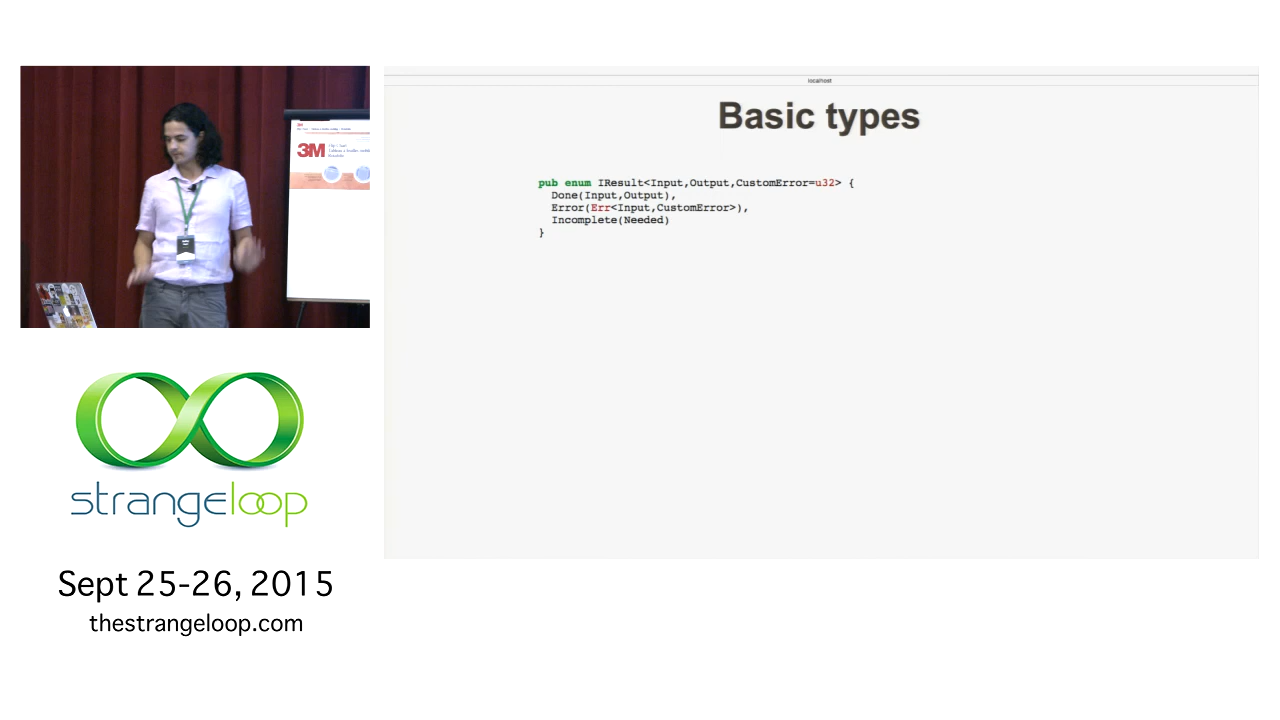 3M
3M
localhost
Basic types
pub enum IResult<Input,Output,CustomError=u32> {
Done(Input,Output),
Error(Err<Input,CustomError>),
Incomplete(Needed)
}
strangeloop
Sept 25-26, 2015
thestrangeloop.com